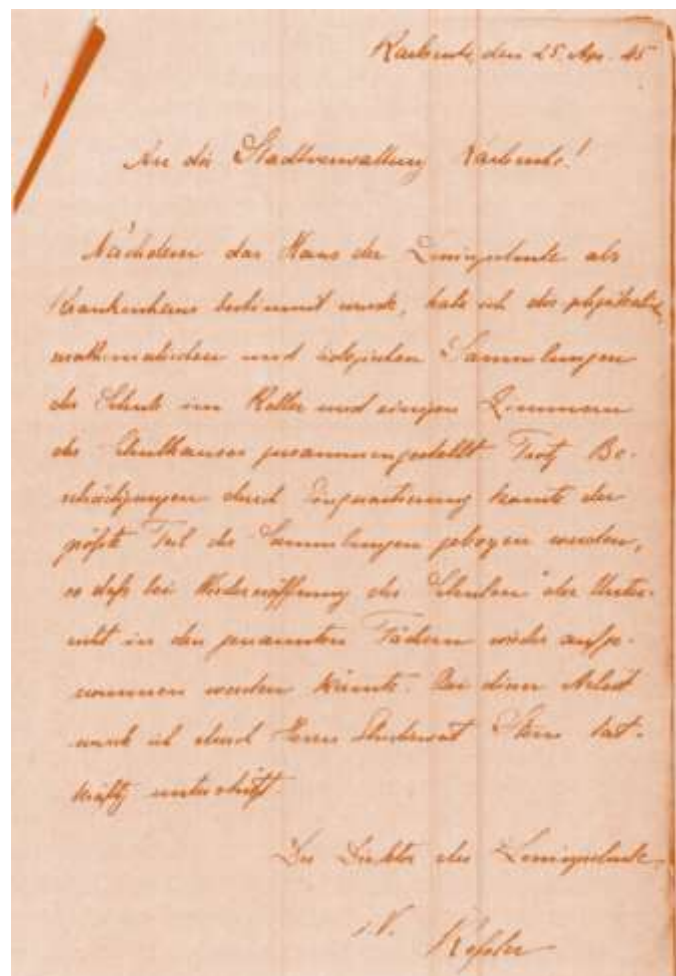 Karlsruhe, den 25. Apr. 45
An die Stadtverwaltung Karlsruhe!
Nachdem das Haus der Lessingschule als
Krankenhaus bestimmt wurde, habe ich die physikalischen,
mathematischen und biologischen Sammlungen
der Schule im Keller und einigen Zimmern
des Schulhauses zusammengestellt. Trotz Be-
schädigungen durch Einquartierung konnte der
größte Teil der Sammlungen geborgen werden,
so daß bei Wiedereröffnung der Schulen der Unter-
richt in den genannten Fächern wieder aufge-
nommen werden könnte. Bei dieser Arbeit
wurde ich durch Herrn Studienrat Stein tat-
kräftig unterstützt.
Der Direktor der Lessingschule
i.V. Keßler